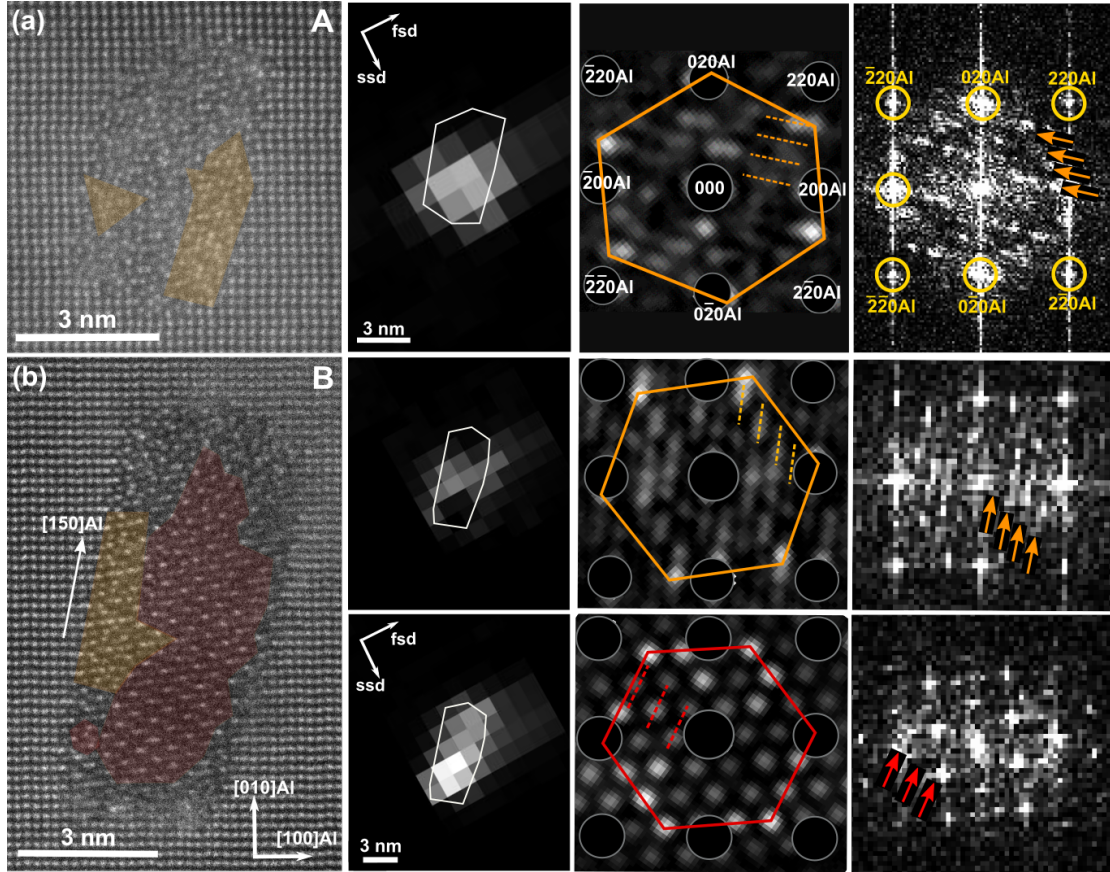 (a)
A
3 nm
fsd
ssd
3 nm
2̅20Al
020Al
220Al
2̅00Al
000
200Al
2̅2̅0Al
02̅0Al
22̅0Al
2̅20Al
020Al
220Al
2̅2̅0Al
02̅0Al
22̅0Al
(b)
B
[150]Al
[010]Al
[100]Al
3 nm
fsd
ssd
3 nm